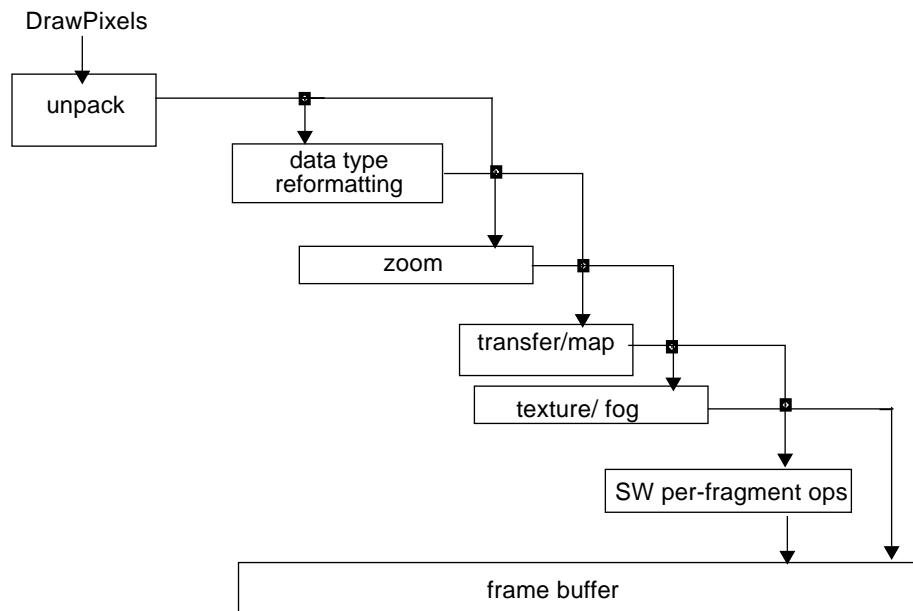 DrawPixels
unpack
data type
reformatting
zoom
transfer/map
texture/ fog
SW per-fragment ops
frame buffer